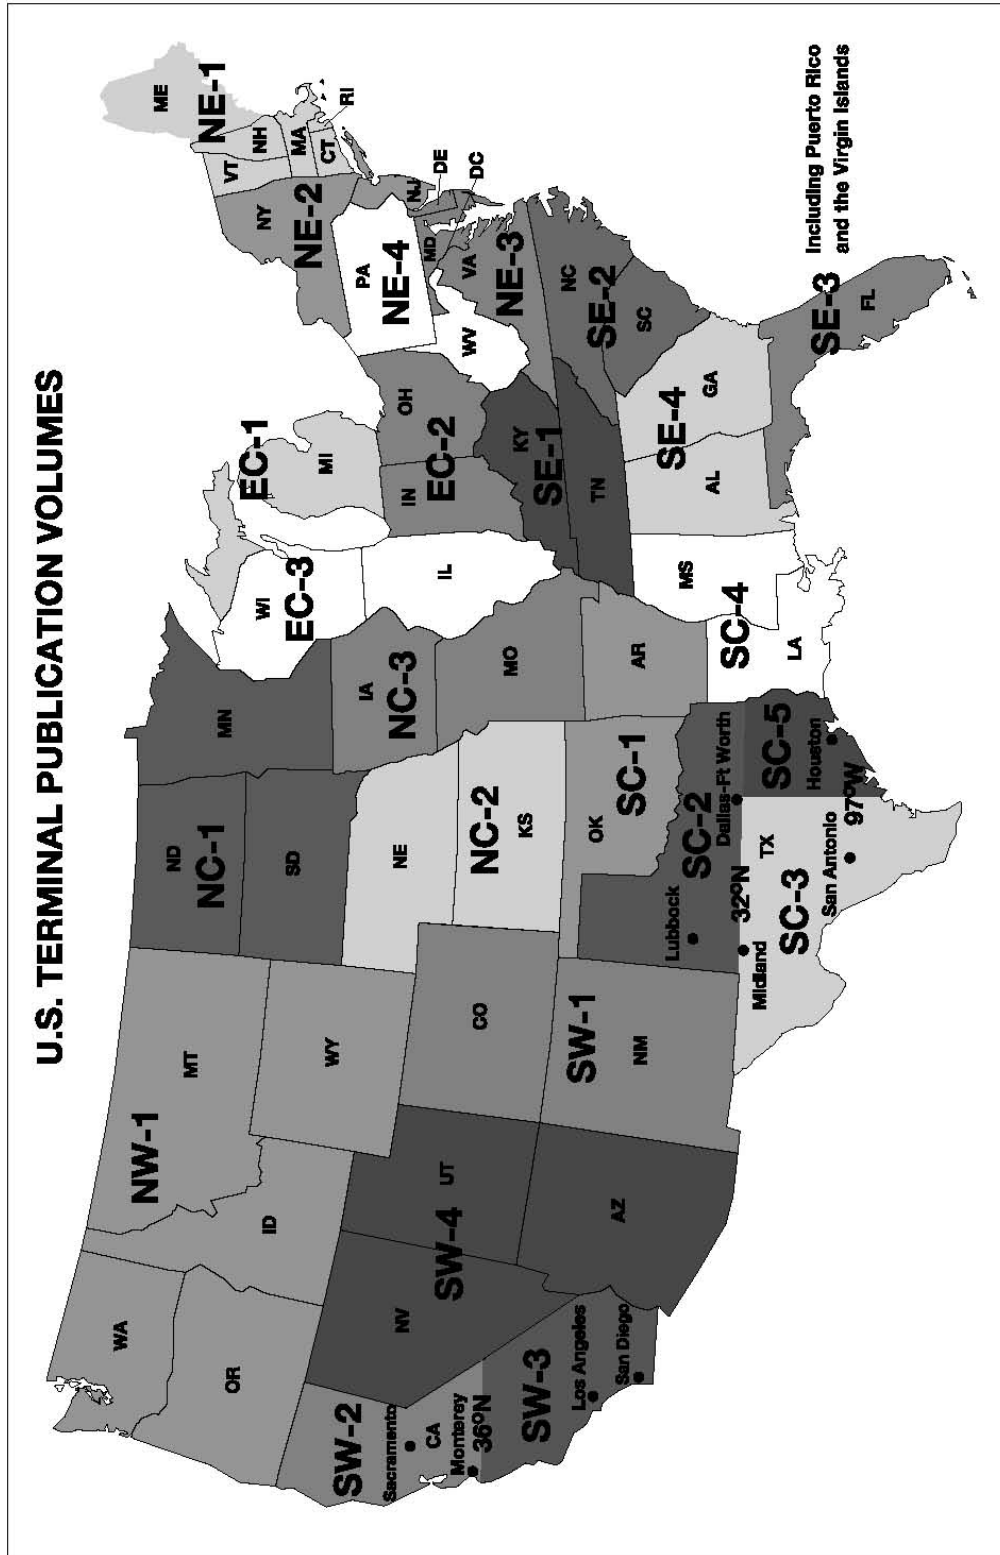 U.S. TERMINAL PUBLICATION VOLUMES
WA
OR
NW-1
MT
ID
WY
ND
NC-1
SD
MN
NE
NC-2
KS
IA
NC-3
MO
WI
EC-3
IL
EC-1
MI
IN
OH
EC-2
ME
NE-1
VT
NH
MA
CT
RI
NY
NE-2
PA
NE-4
NJ
DE
MD
DC
WV
VA
NE-3
KY
SE-1
TN
NC
SE-2
SC
SE-4
AL
GA
SE-3
FL
Including Puerto Rico
and the Virgin Islands
SW-2
Sacramento
CA
Monterey
36ºN
SW-3
Los Angeles
San Diego
NV
UT
SW-4
AZ
CO
SW-1
NM
OK
SC-1
AR
MS
SC-4
LA
Lubbock
SC-2
Dallas-Ft Worth
32ºN
Midland
TX
SC-3
San Antonio
SC-5
Houston
97ºW